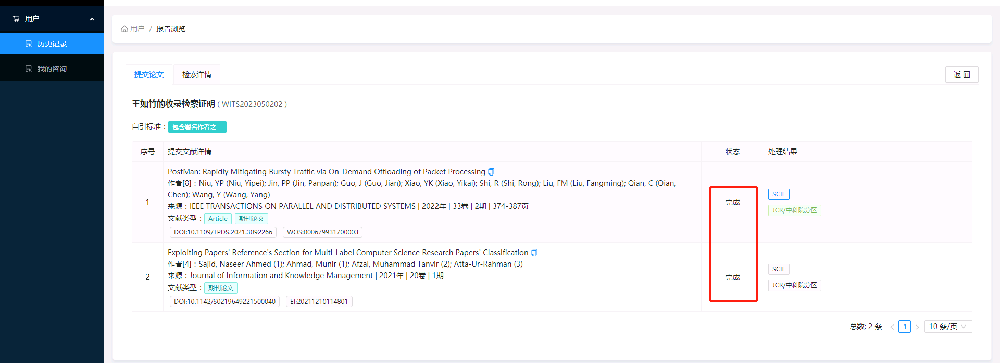 用户
历史记录
我的咨询
用户 / 报告浏览
提交论文 检索详情
返 回
王如竹的收录检索证明 ( WITS2023050202 )
自引标准： 包含署名作者之一
序号 提交文献详情 状态 处理结果
1
PostMan: Rapidly Mitigating Bursty Traffic via On-Demand Offloading of Packet Processing
作者[8]：Niu, YP (Niu, Yipei); Jin, PP (Jin, Panpan); Guo, J (Guo, Jian); Xiao, YK (Xiao, Yikai); Shi, R (Shi, Rong); Liu, FM (Liu, Fangming); Qian, C (Qian,
Chen); Wang, Y (Wang, Yang)
来源：IEEE TRANSACTIONS ON PARALLEL AND DISTRIBUTED SYSTEMS | 2022年 | 33卷 | 2期 | 374-387页
文献类型： Article 期刊论文
DOI:10.1109/TPDS.2021.3092266 WOS:000679931700003
完成
SCIE
JCR/中科院分区
2
Exploiting Papers' Reference's Section for Multi-Label Computer Science Research Papers' Classification
作者[4]：Sajid, Naseer Ahmed (1); Ahmad, Munir (1); Afzal, Muhammad Tanvir (2); Atta-Ur-Rahman (3)
来源：Journal of Information and Knowledge Management | 2021年 | 20卷 | 1期
文献类型： 期刊论文
DOI:10.1142/S0219649221500040 EI:20211210114801
完成
SCIE
JCR/中科院分区
总数: 2 条 < 1 > 10 条/页